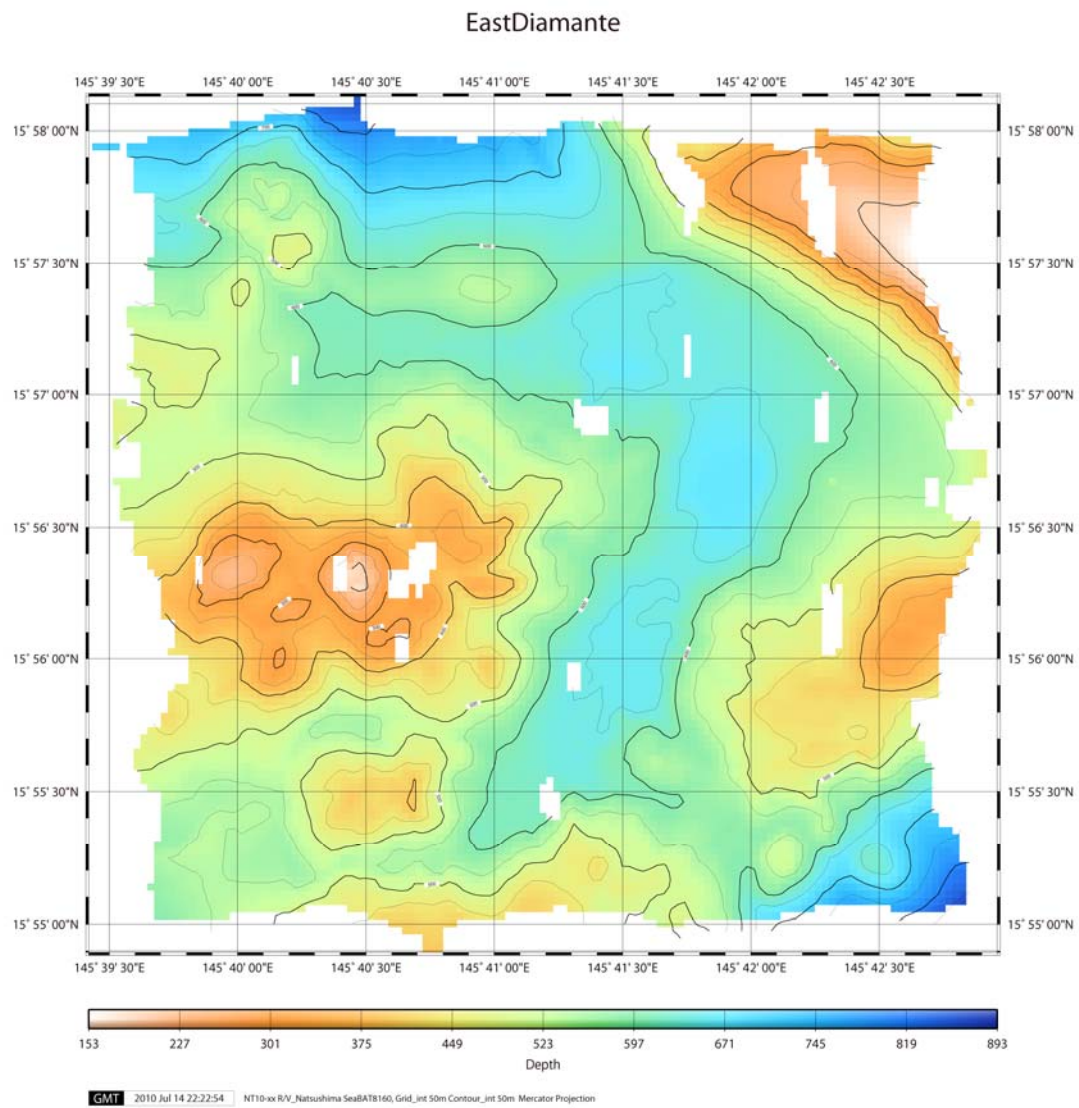 EastDiamante
145° 39' 30"E 145° 40' 00"E 145° 40' 30"E 145° 41' 00"E 145° 41' 30"E 145° 42' 00"E 145° 42' 30"E
15° 58' 00"N 15° 58' 00"N
15° 57' 30"N 15° 57' 30"N
15° 57' 00"N 15° 57' 00"N
15° 56' 30"N 15° 56' 30"N
15° 56' 00"N 15° 56' 00"N
15° 55' 30"N 15° 55' 30"N
15° 55' 00"N 15° 55' 00"N
145° 39' 30"E 145° 40' 00"E 145° 40' 30"E 145° 41' 00"E 145° 41' 30"E 145° 42' 00"E 145° 42' 30"E
153 227 301 375 449 523 597 671 745 819 893
Depth
GMT 2010 Jul 14 22:22:54 NT10-xx R/V_Natsushima SeaBAT8160, Grid_int 50m Contour_int 50m Mercator Projection